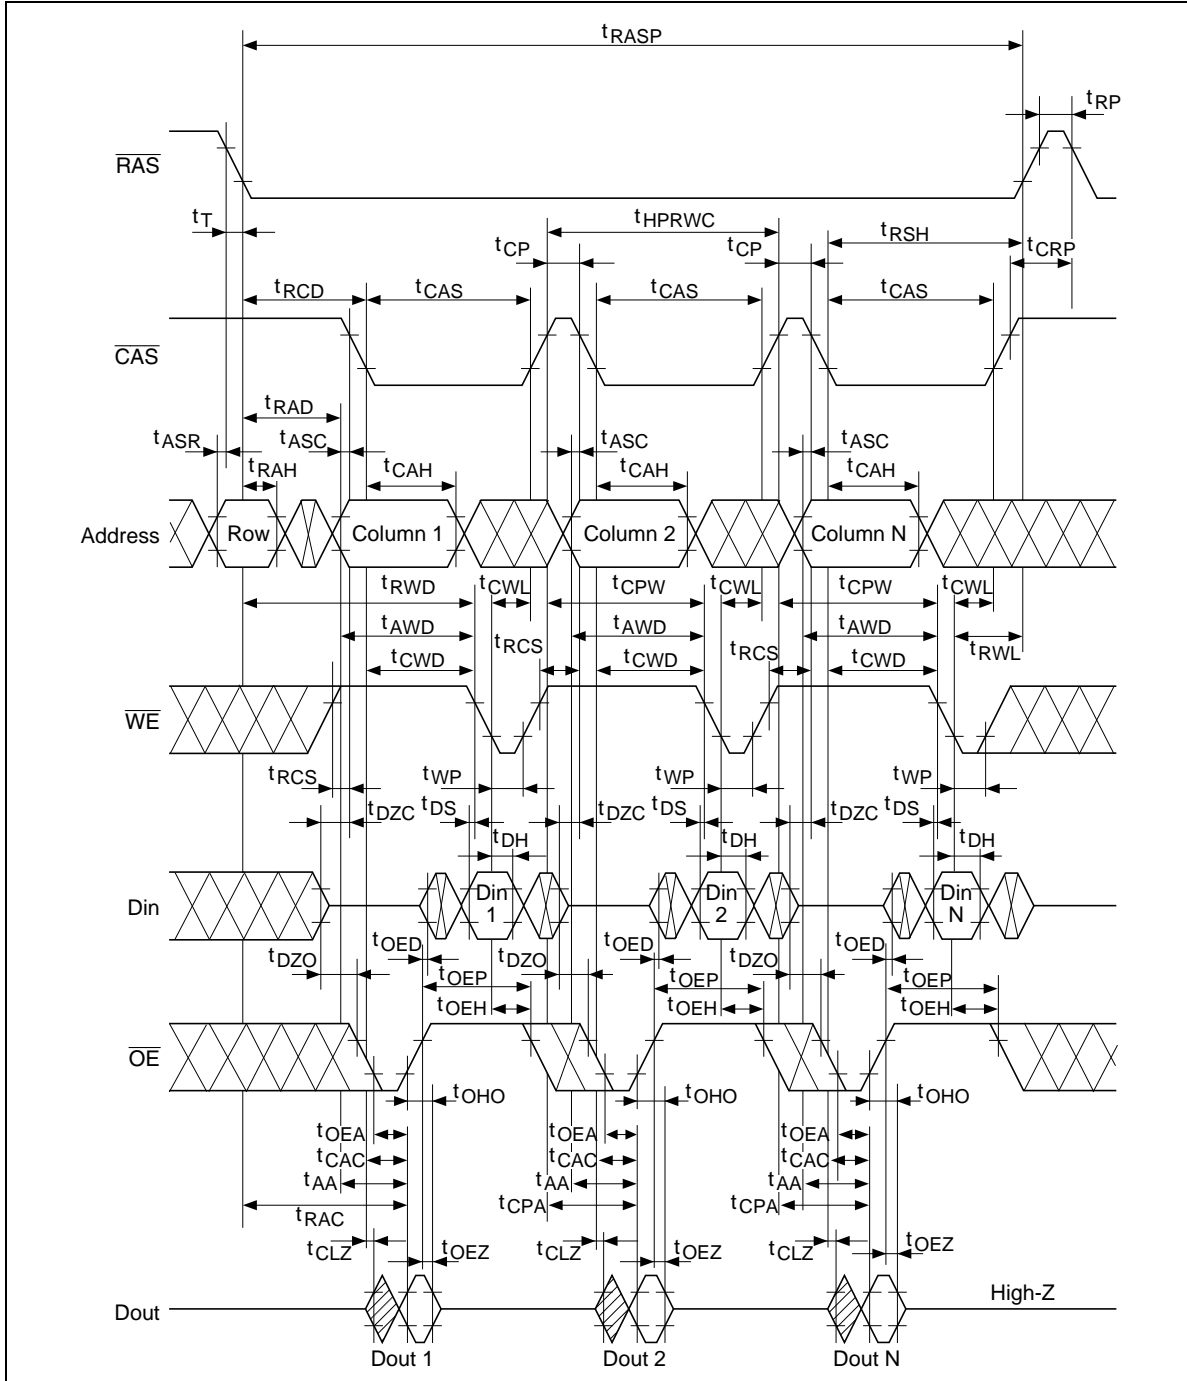 tRASP
tRP
RAS
tT
tHPRWC
tRSH
tCP
tCP
tCRP
tRCD
tCAS
tCAS
tCAS
CAS
tRAD
tASR
tASC
tASC
tASC
tRAH
tCAH
tCAH
tCAH
Address
Row
Column 1
Column 2
Column N
tRWD
tCWL
tCPW
tCWL
tCPW
tCWL
tAWD
tAWD
tAWD
tRCS
tRCS
tRWL
tCWD
tCWD
tCWD
WE
tRCS
tWP
tWP
tWP
tDZC
tDS
tDZC
tDS
tDZC
tDS
tDH
tDH
tDH
Din
Din
1
Din
2
Din
N
tOED
tOED
tOED
tDZO
tDZO
tDZO
tOEP
tOEP
tOEP
tOEH
tOEH
tOEH
OE
tOHO
tOHO
tOHO
tOEA
tOEA
tOEA
tCAC
tCAC
tCAC
tAA
tAA
tAA
tRAC
tCPA
tCPA
tCLZ
tOEZ
tCLZ
tOEZ
tCLZ
tOEZ
High-Z
Dout
Dout 1
Dout 2
Dout N